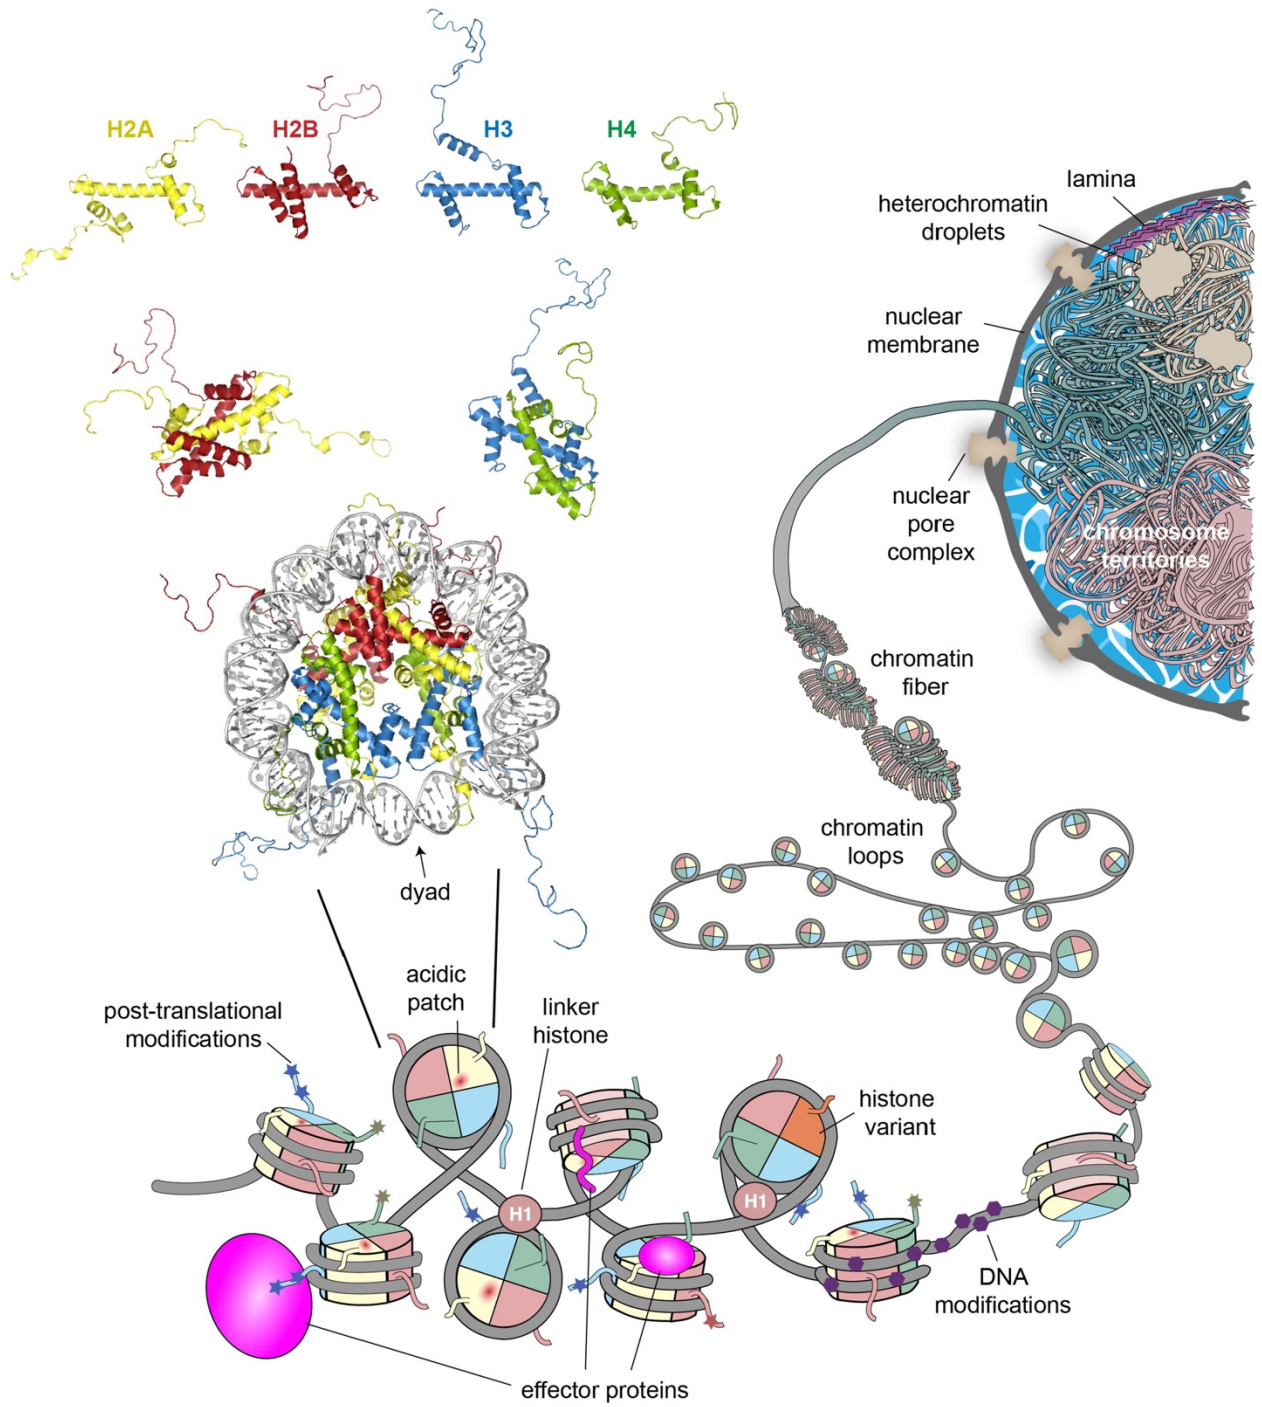 H2A
H2B
H3
H4
lamina
heterochromatin
droplets
nuclear
membrane
nuclear
pore
complex
chromosome
territories
chromatin
fiber
chromatin
loops
dyad
acidic
patch
linker
histone
post-translational
modifications
histone
variant
H1
H1
DNA
modifications
effector proteins